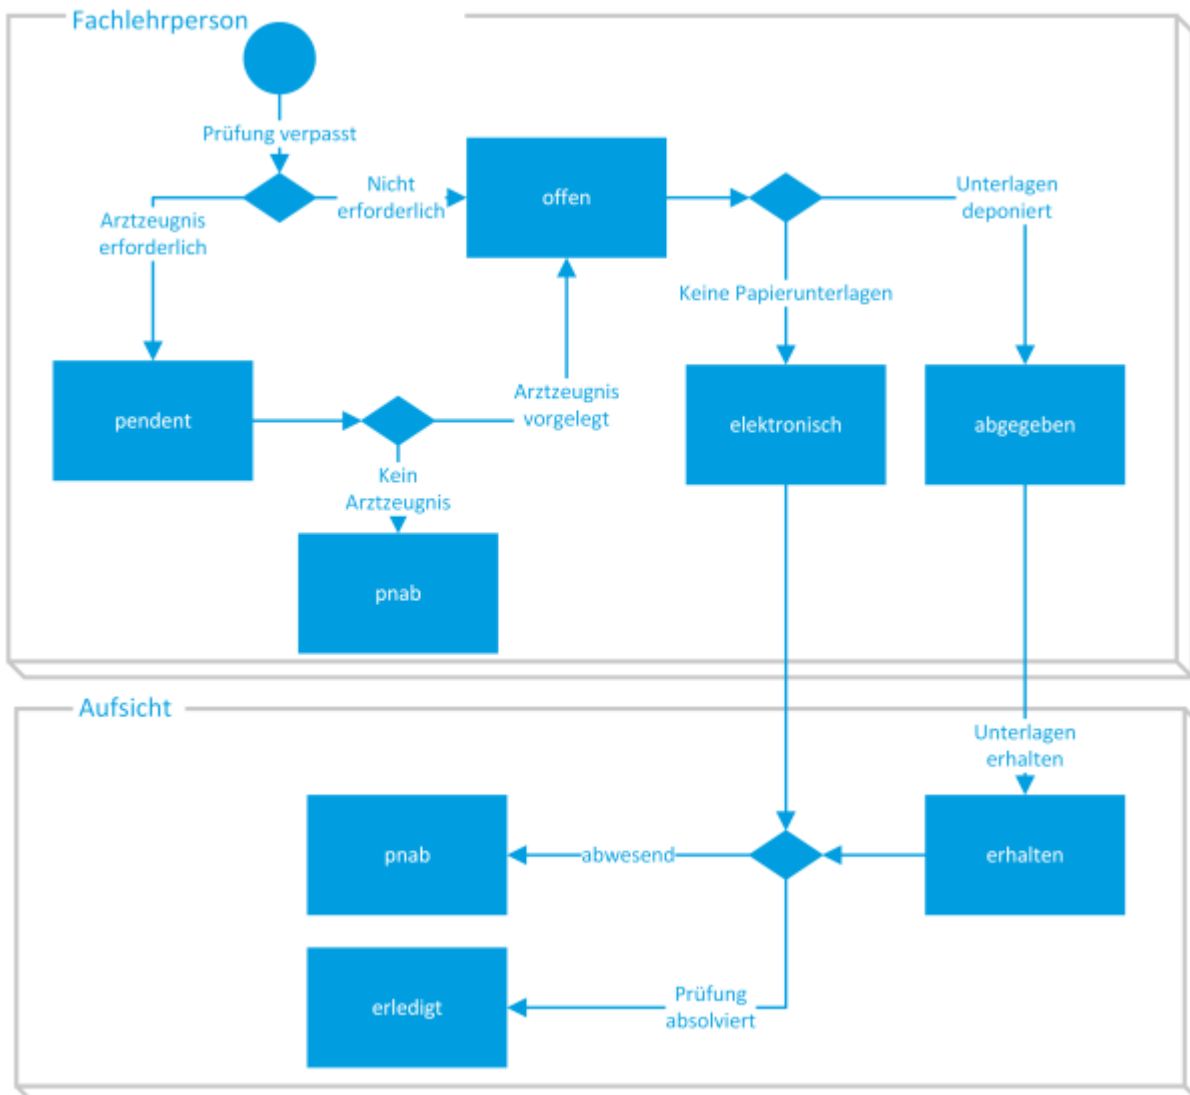 Fachlehrperson
Prüfung verpasst
Nicht
erforderlich
offen
Unterlagen
deponiert
Arztzeugnis
erforderlich
Keine Papierunterlagen
pendent
Arztzeugnis
vorgelegt
elektronisch
abgegeben
Kein
Arztzeugnis
pnab
Aufsicht
Unterlagen
erhalten
pnab
abwesend
erhalten
erledigt
Prüfung
absolviert